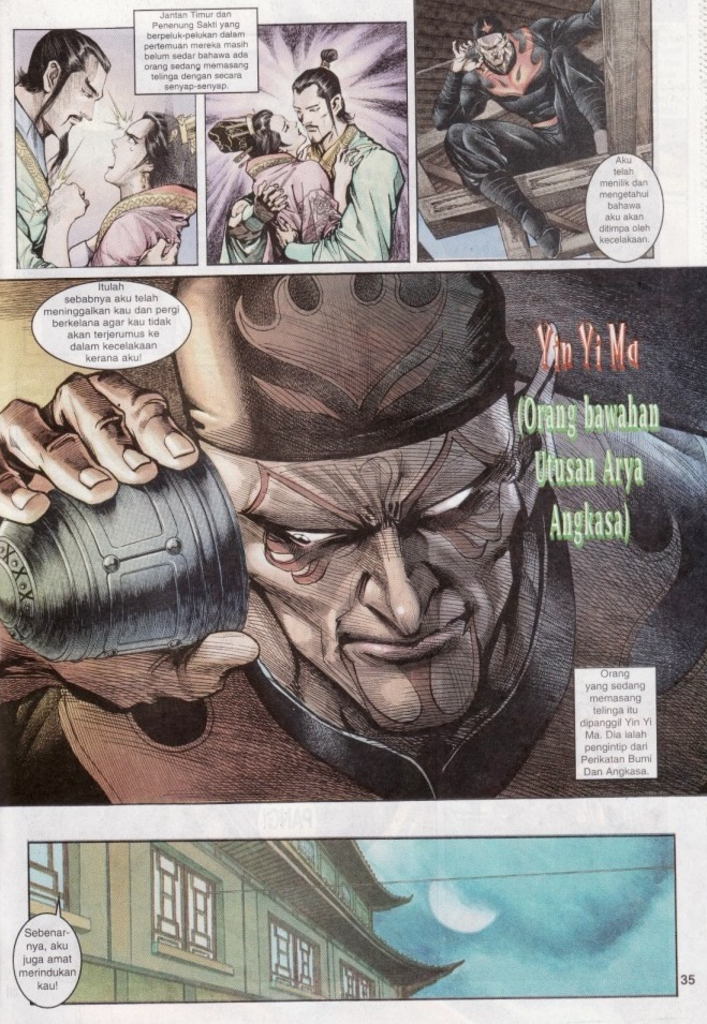 Jantan Timur dan
Penenung Sakti yang
berpeluk-pelukan dalam
pertemuan mereka masih
belum sedar bahawa ada
orang sedang memasang
telinga dengan secara
senyap-senyap.
Aku
telah
menilik dan
mengetahui
bahawa
aku akan
ditimpa oleh
kecelakaan.
Itulah
sebabnya aku telah
meninggalkan kau dan pergi
berkelana agar kau tidak
akan terjerumus ke
dalam kecelakaan
kerana aku!
Yin Yi Ma
(Orang bawahan
Utusan Arya
Angkasa)
Orang
yang sedang
memasang
telinga itu
dipanggil Yin Yi
Ma. Dia ialah
pengintip dari
Perikatan Bumi
Dan Angkasa.
Sebenar-
nya, aku
juga amat
merindukan
kau!
35